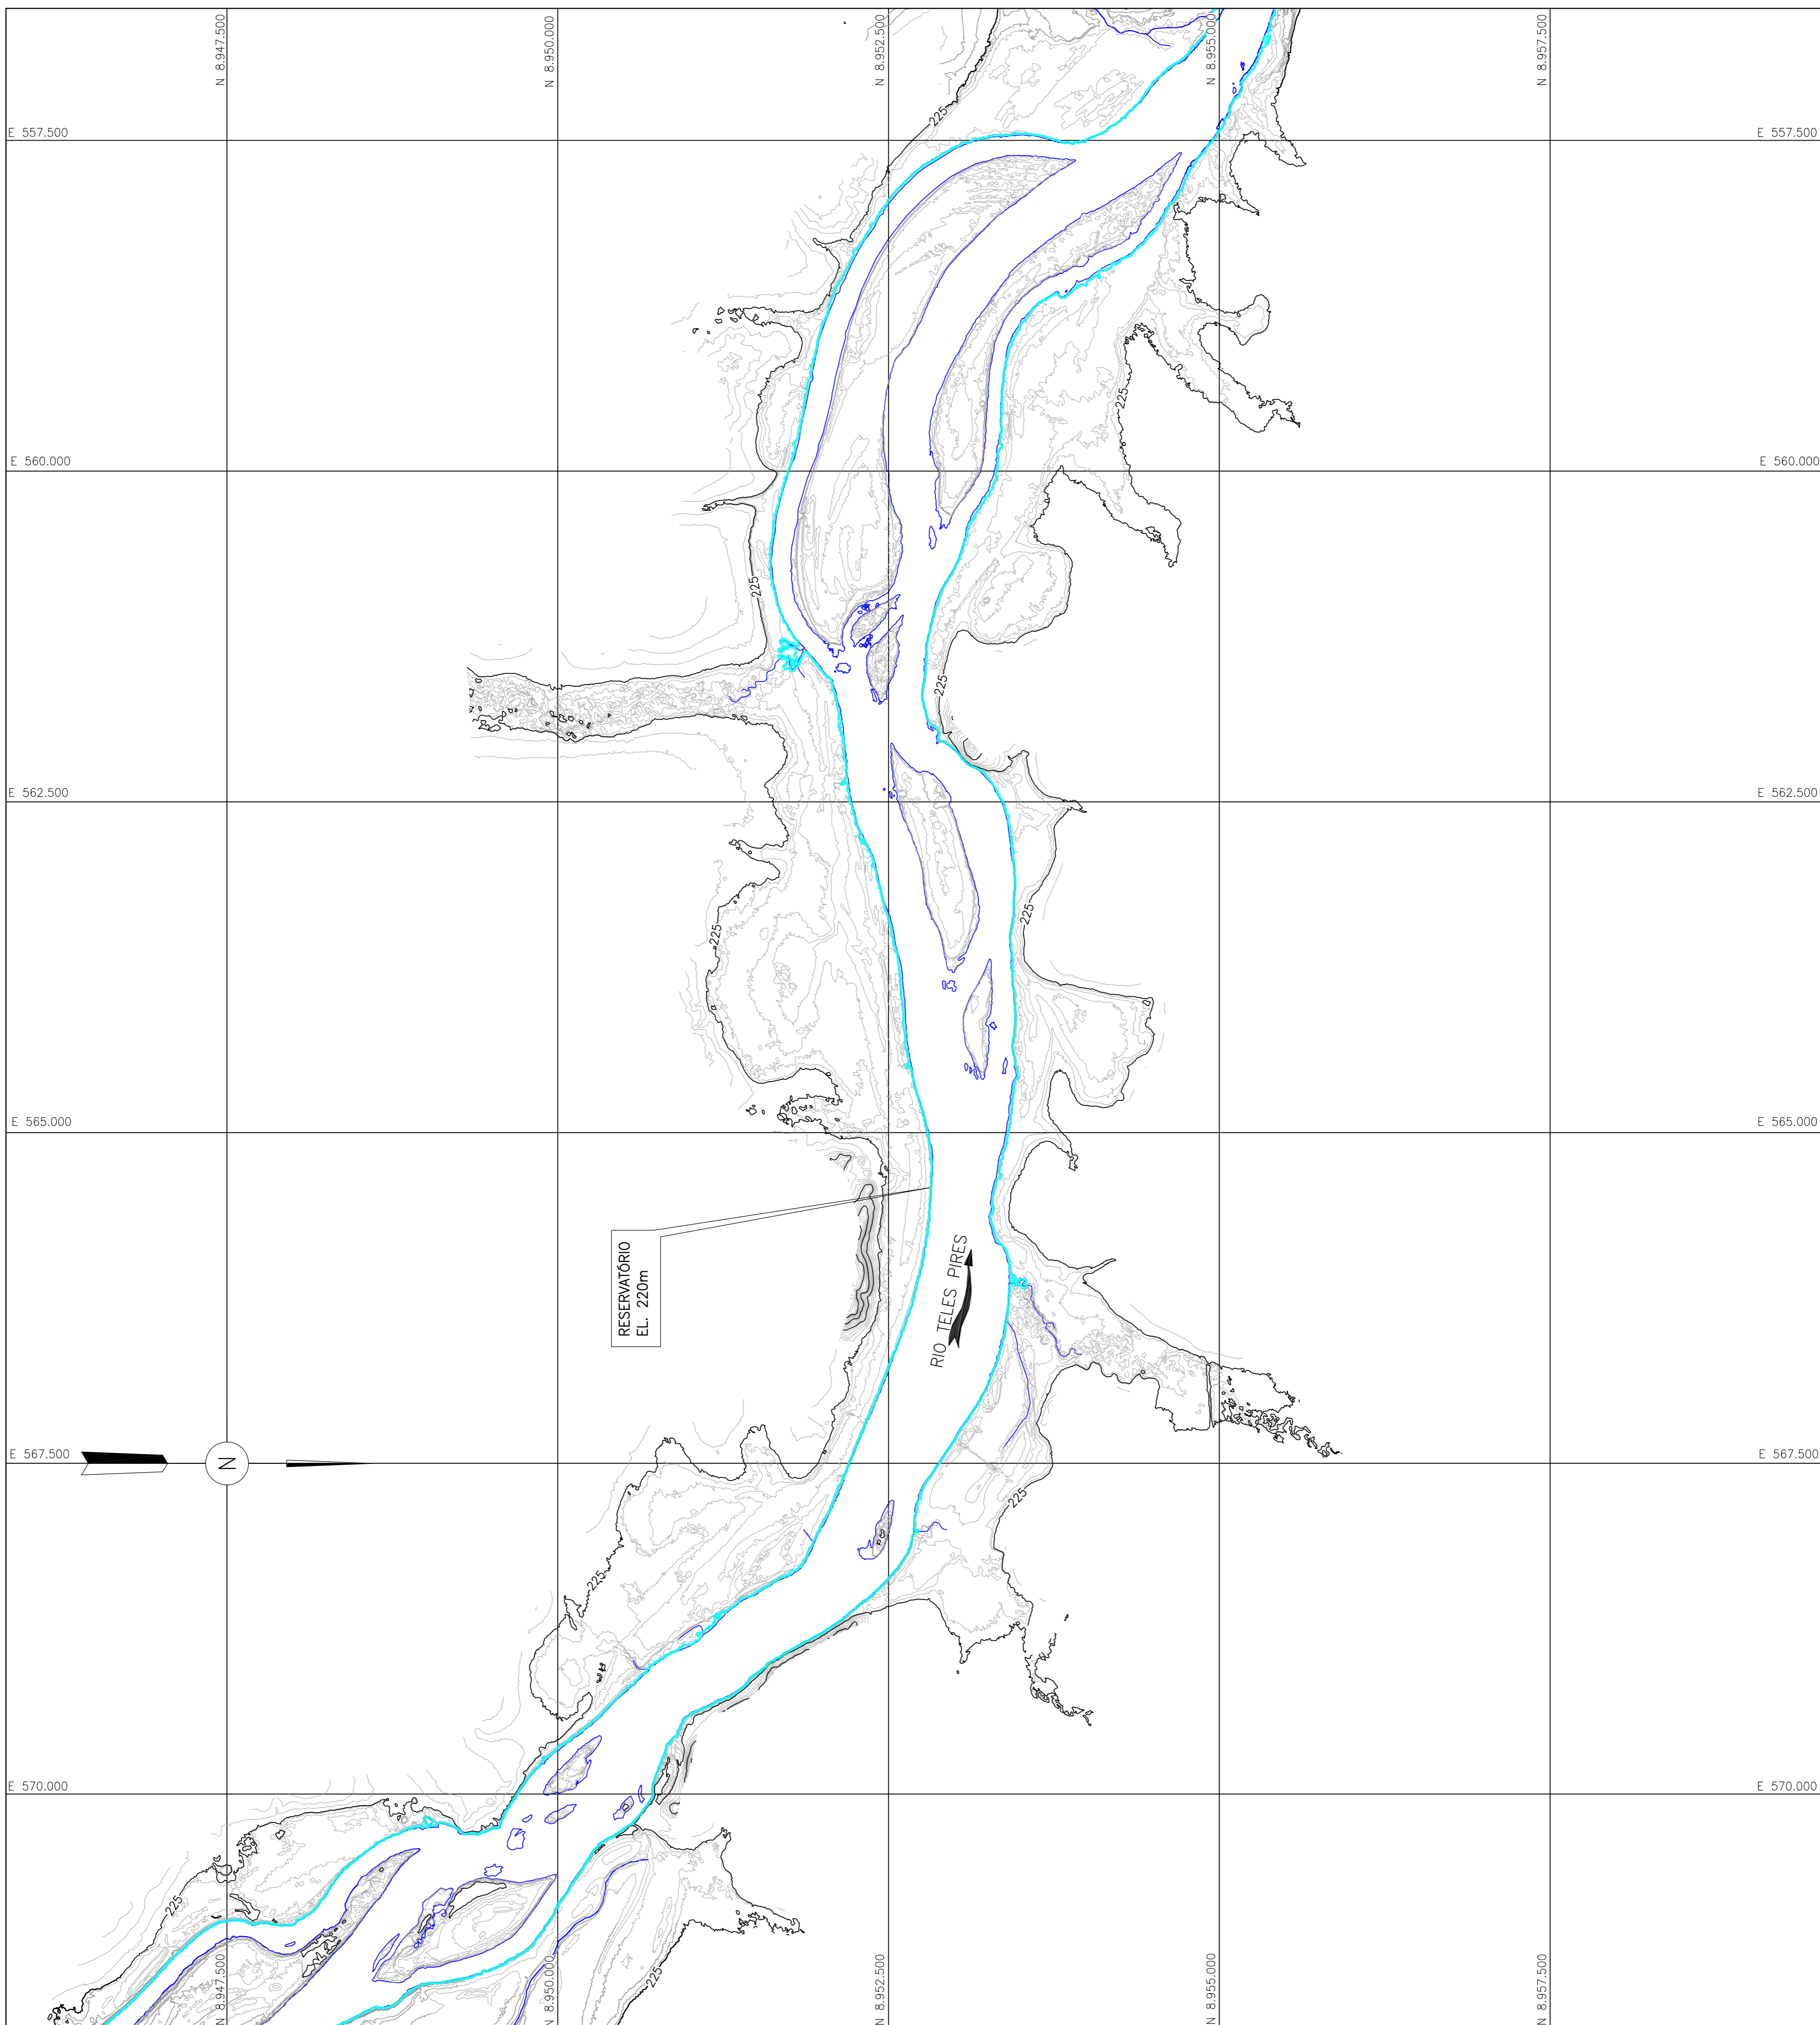 N 8.947.500
N 8.950.000
N 8.952.500
N 8.955.000
N 8.957.500
E 557.500
E 557.500
225
225
E 560.000
E 560.000
225
225
E 562.500
E 562.500
225
225
E 565.000
E 565.000
RESERVATÓRIO
EL. 220m
RIO TELES PIRES
E 567.500
E 567.500
N
225
225
E 570.000
E 570.000
225
225
N 8.947.500
N 8.950.000
N 8.952.500
N 8.955.000
N 8.957.500